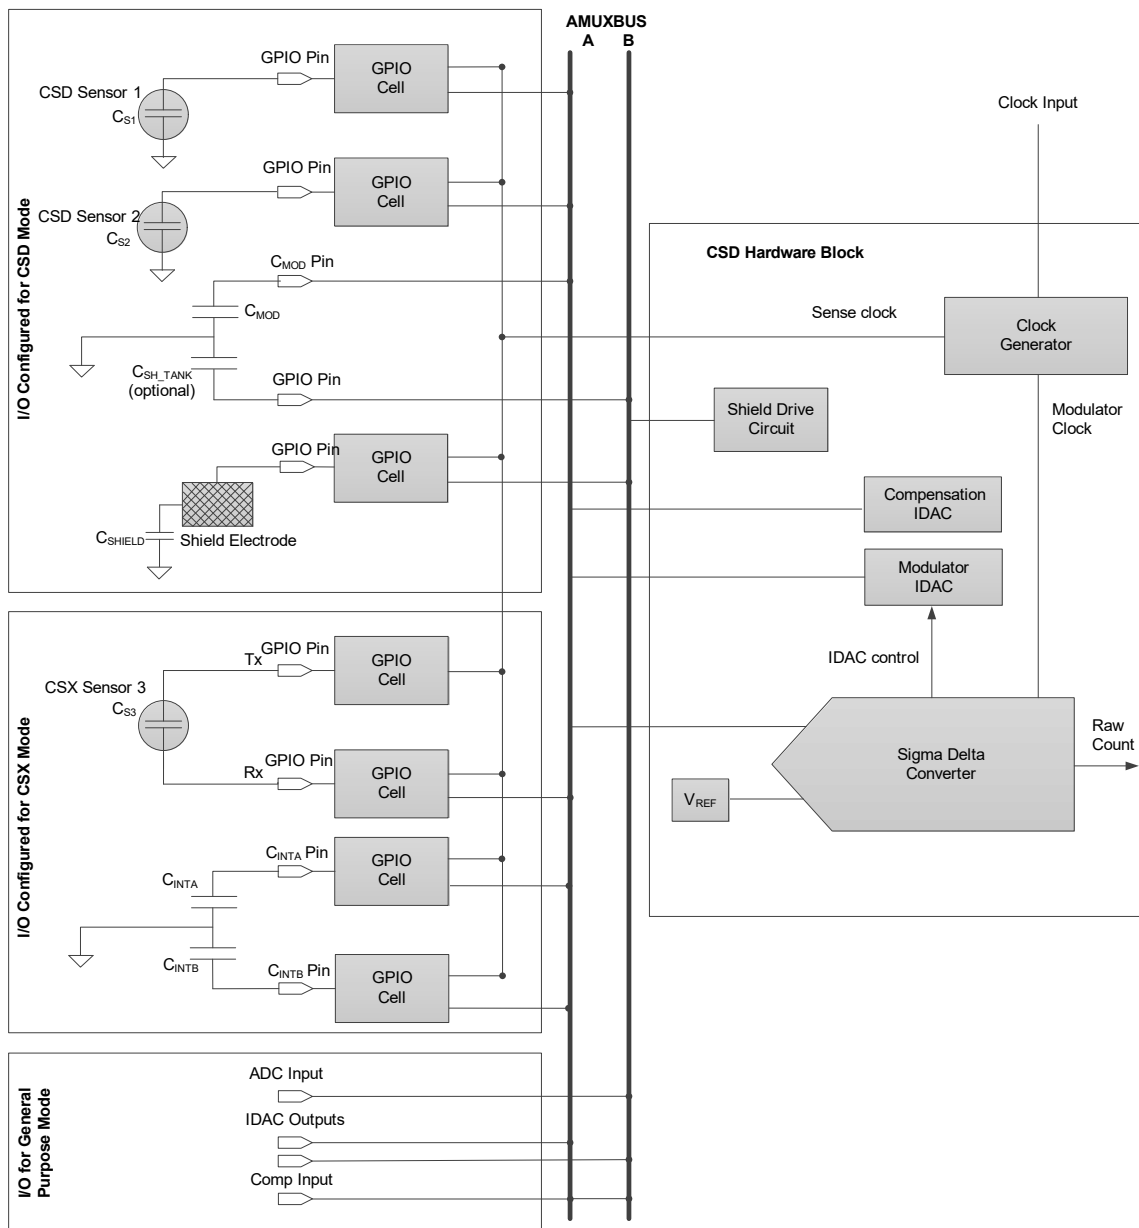 AMUXBUS
A B
I/O Configured for CSD Mode
GPIO Pin
GPIO
Cell
CSD Sensor 1
CS1
GPIO Pin
GPIO
Cell
CSD Sensor 2
CS2
CMOD Pin
CMOD
CSH_TANK
(optional)
GPIO Pin
GPIO Pin
GPIO
Cell
CSHIELD
Shield Electrode
I/O Configured for CSX Mode
GPIO Pin
Tx
GPIO
Cell
CSX Sensor 3
CS3
GPIO Pin
Rx
GPIO
Cell
CINTA Pin
GPIO
Cell
CINTA
CINTB
CINTB Pin
GPIO
Cell
I/O for General
Purpose Mode
ADC Input
IDAC Outputs
Comp Input
Clock Input
CSD Hardware Block
Sense clock
Clock
Generator
Shield Drive
Circuit
Modulator
Clock
Compensation
IDAC
Modulator
IDAC
IDAC control
Sigma Delta
Converter
Raw
Count
VREF